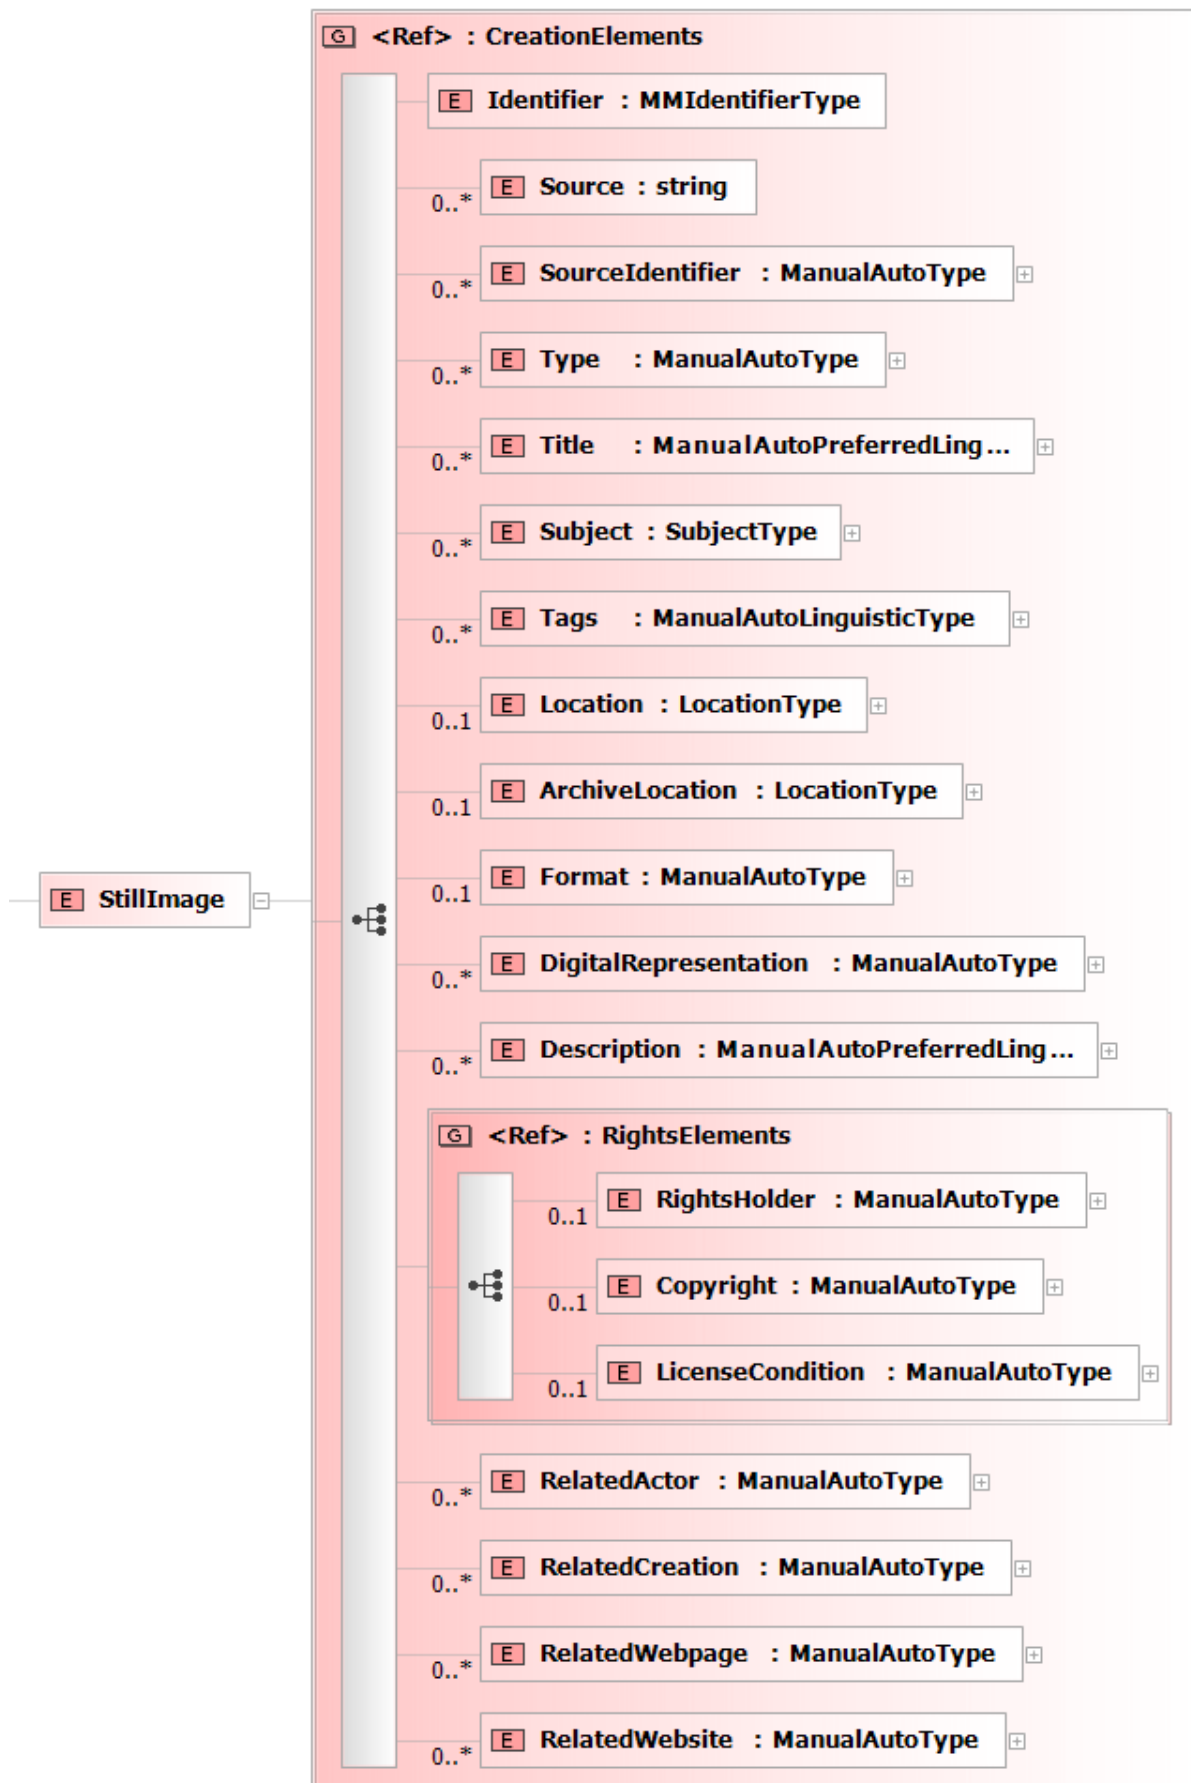 G <Ref> : CreationElements
E Identifier : MMIdentifierType
0..* E Source : string
0..* E SourceIdentifier : ManualAutoType
0..* E Type : ManualAutoType
0..* E Title : ManualAutoPreferredLing...
0..* E Subject : SubjectType
0..* E Tags : ManualAutoLinguisticType
0..1 E Location : LocationType
0..1 E ArchiveLocation : LocationType
E StillImage
0..1 E Format : ManualAutoType
0..* E DigitalRepresentation : ManualAutoType
0..* E Description : ManualAutoPreferredLing...
G <Ref> : RightsElements
0..1 E RightsHolder : ManualAutoType
0..1 E Copyright : ManualAutoType
0..1 E LicenseCondition : ManualAutoType
0..* E RelatedActor : ManualAutoType
0..* E RelatedCreation : ManualAutoType
0..* E RelatedWebpage : ManualAutoType
0..* E RelatedWebsite : ManualAutoType